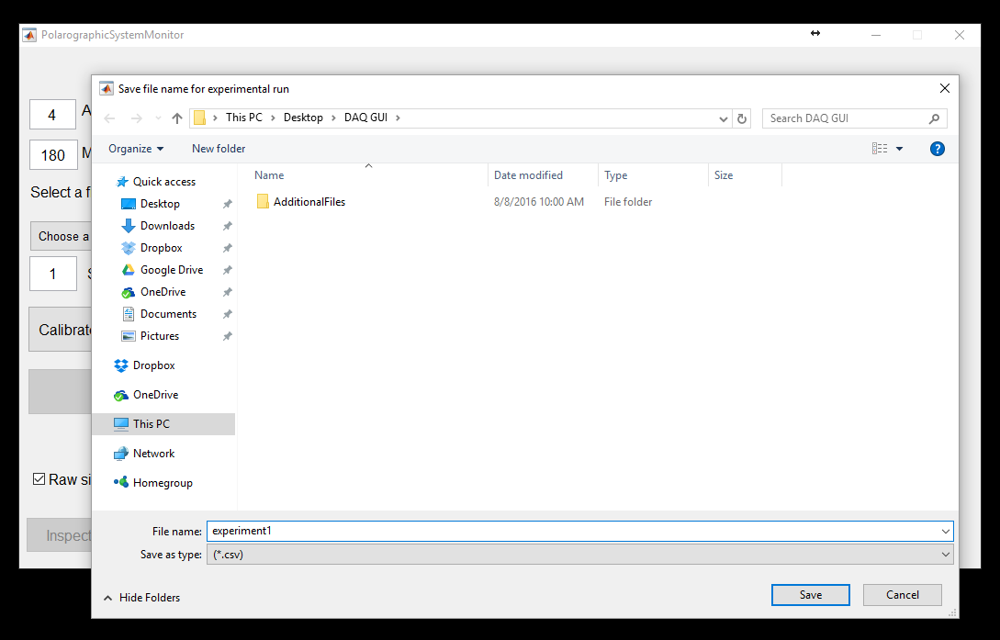 PolarographicSystemMonitor
Save file name for experimental run
4 A
180 M
Select a f
Choose a
1 S
Calibrate
Raw si
Inspect
This PC Desktop DAQ GUI
Search DAQ GUI
Organize New folder
?
Name Date modified Type Size
AdditionalFiles 8/8/2016 10:00 AM File folder
Quick access
Desktop
Downloads
Dropbox
Google Drive
OneDrive
Documents
Pictures
Dropbox
OneDrive
This PC
Network
Homegroup
File name: experiment1
Save as type: (*.csv)
Hide Folders Save Cancel